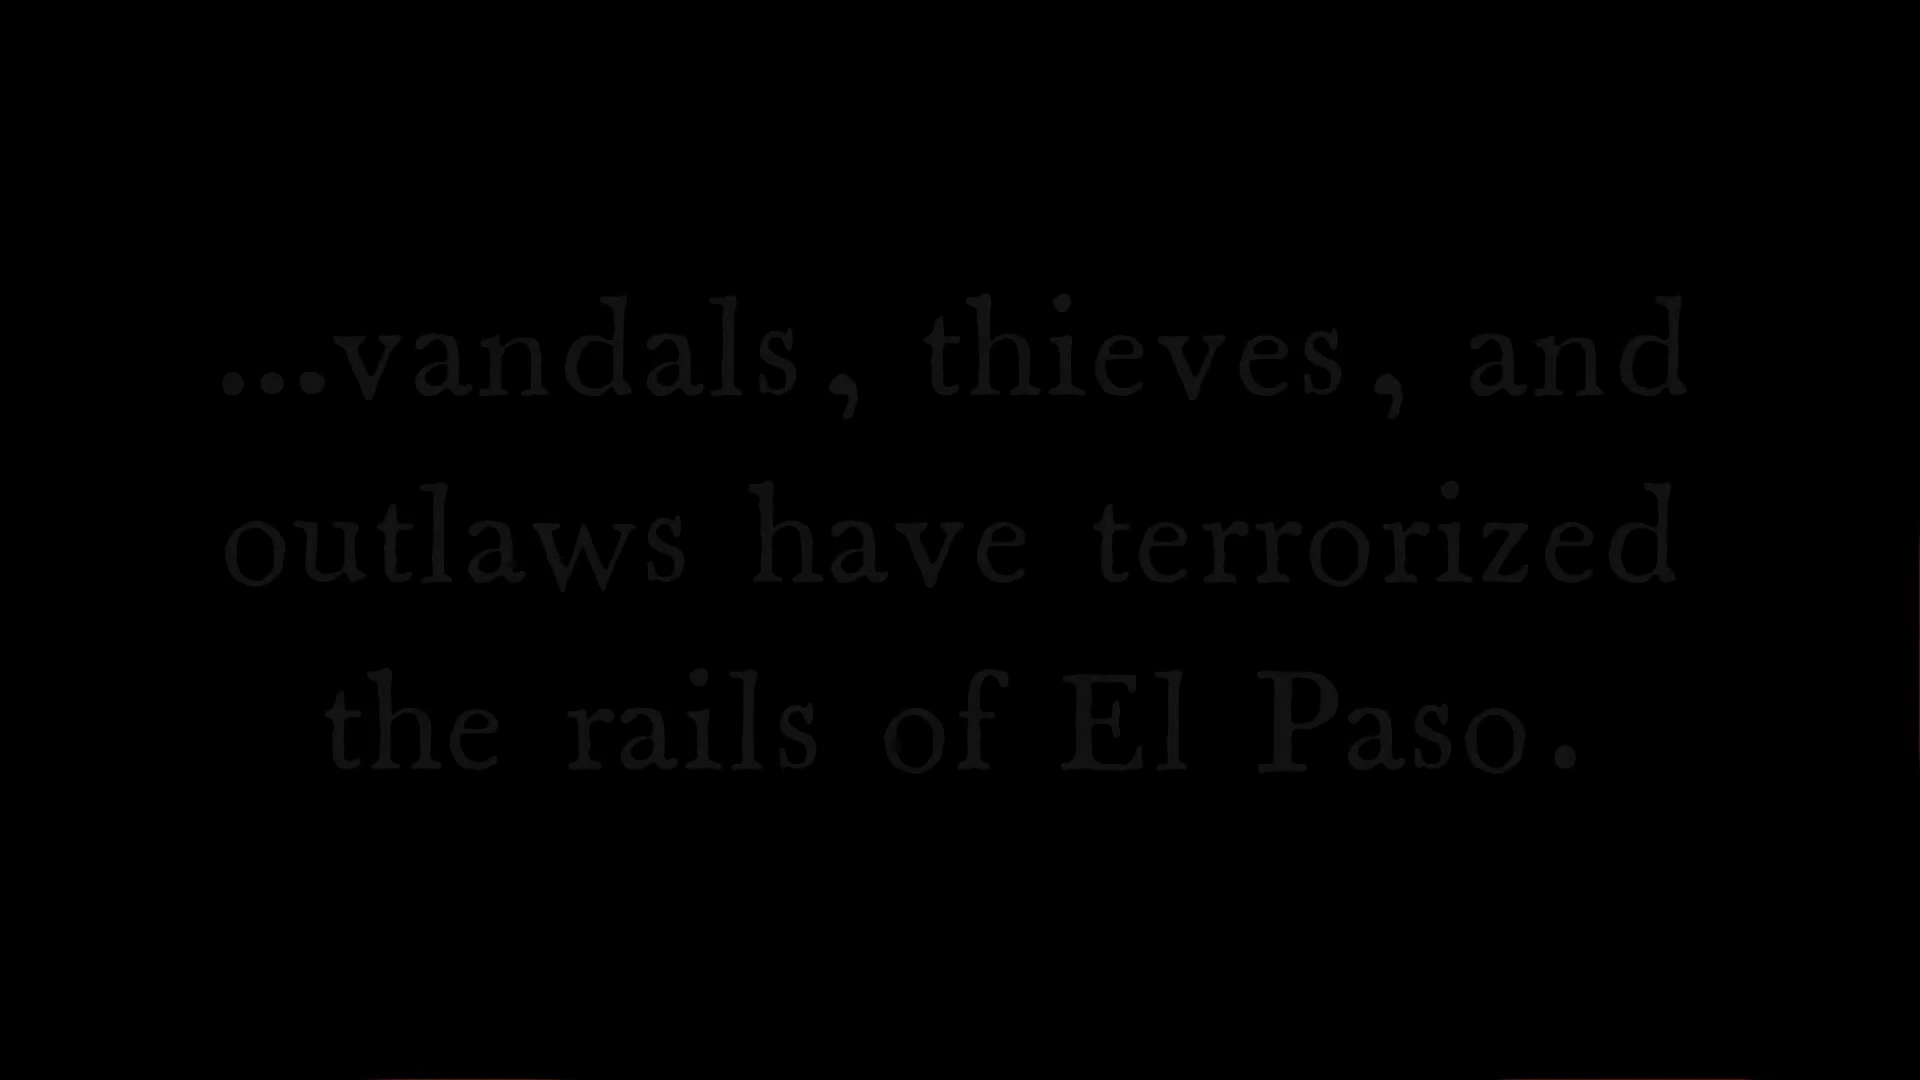 ...vandals, thieves, and
outlaws have terrorized
the rails of El Paso.